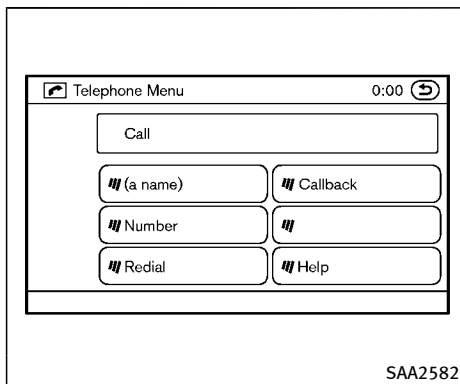 Telephone Menu 0:00
Call
(a name) Callback
Number
Redial Help
SAA2582